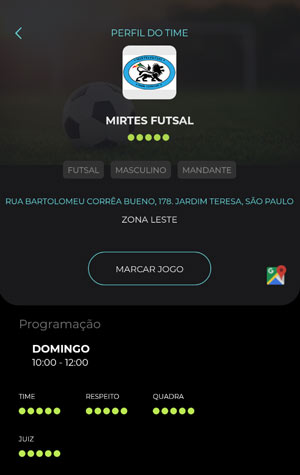 PERFIL DO TIME
MIRTES FUTSAL
FUTSAL MASCULINO MANDANTE
RUA BARTOLOMEU CORRÊA BUENO, 178. JARDIM TERESA, SÃO PAULO
ZONA LESTE
MARCAR JOGO
Programação
DOMINGO
10:00 - 12:00
TIME RESPEITO QUADRA
JUIZ